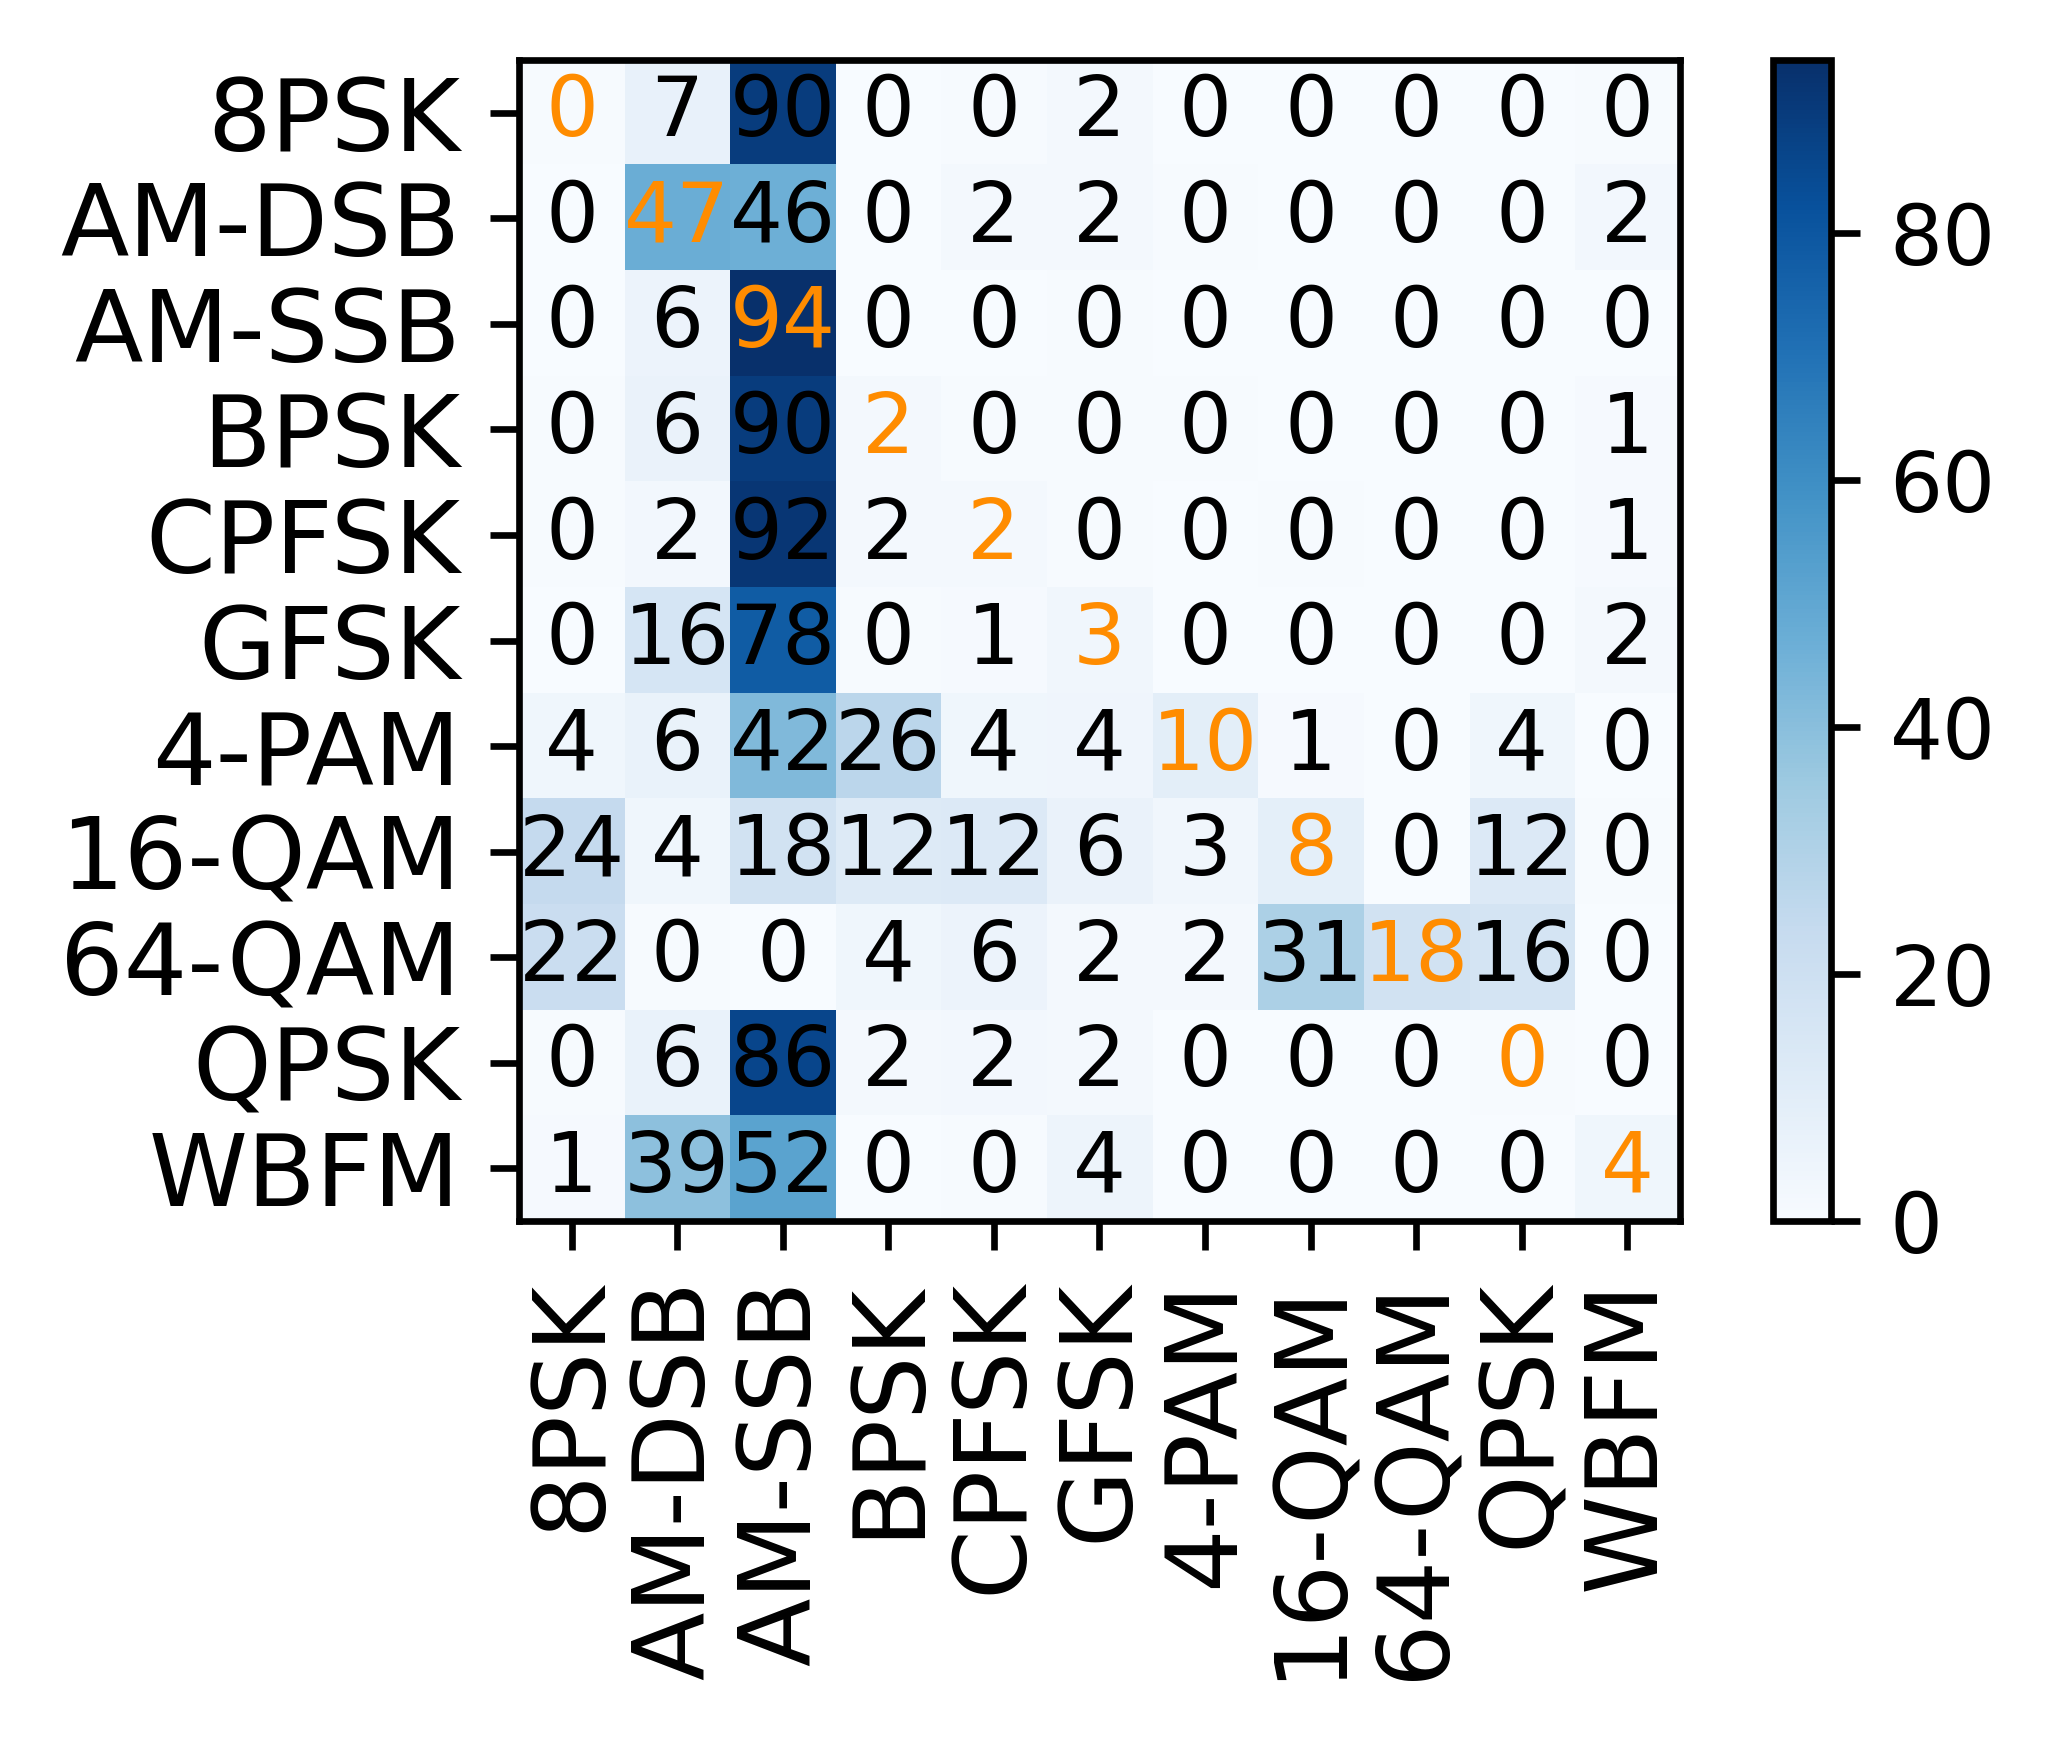 8PSK 0 7 90 0 0 2 0 0 0 0 0
AM-DSB 0 47 46 0 2 2 0 0 0 0 2
AM-SSB 0 6 94 0 0 0 0 0 0 0 0
BPSK 0 6 90 2 0 0 0 0 0 0 1
CPFSK 0 2 92 2 2 0 0 0 0 0 1
GFSK 0 16 78 0 1 3 0 0 0 0 2
4-PAM 4 6 42 26 4 4 10 1 0 4 0
16-QAM 24 4 18 12 12 6 3 8 0 12 0
64-QAM 22 0 0 4 6 2 2 31 18 16 0
QPSK 0 6 86 2 2 2 0 0 0 0 0
WBFM 1 39 52 0 0 4 0 0 0 0 4
8PSK
AM-DSB
AM-SSB
BPSK
CPFSK
GFSK
4-PAM
16-QAM
64-QAM
QPSK
WBFM
80
60
40
20
0